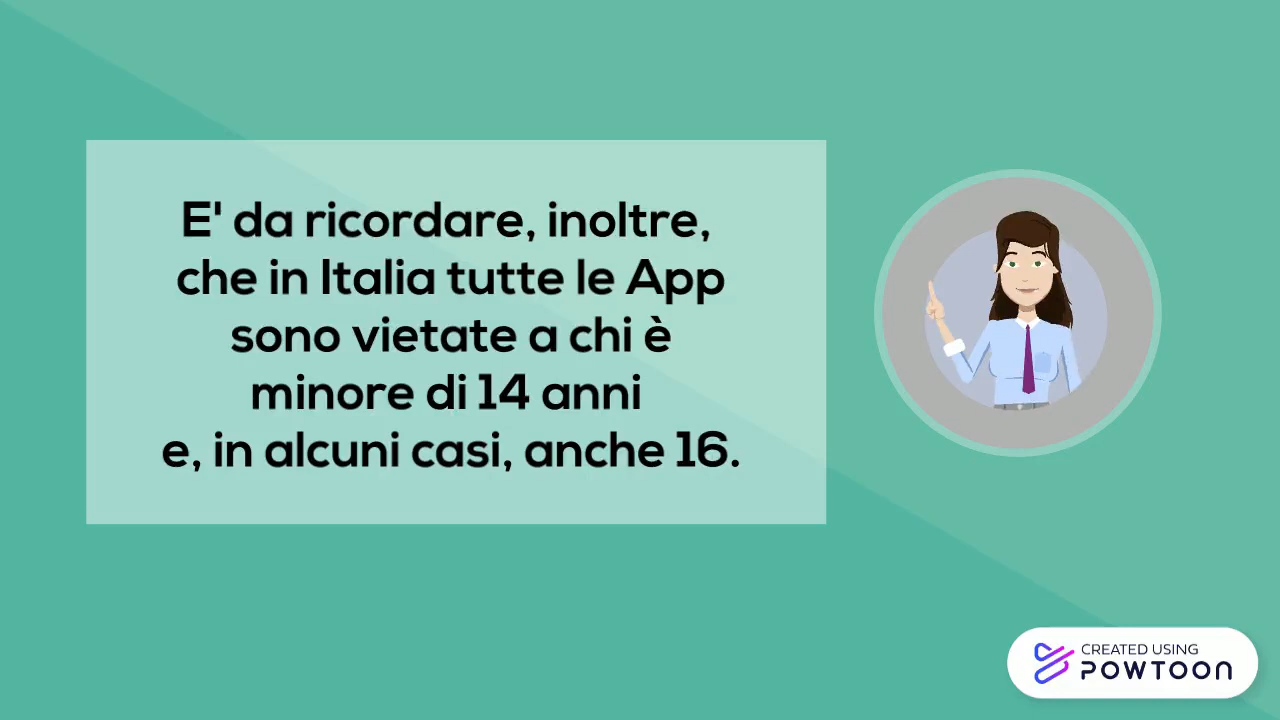 E' da ricordare, inoltre,
che in Italia tutte le App
sono vietate a chi è
minore di 14 anni
e, in alcuni casi, anche 16.
CREATED USING
POWTOON